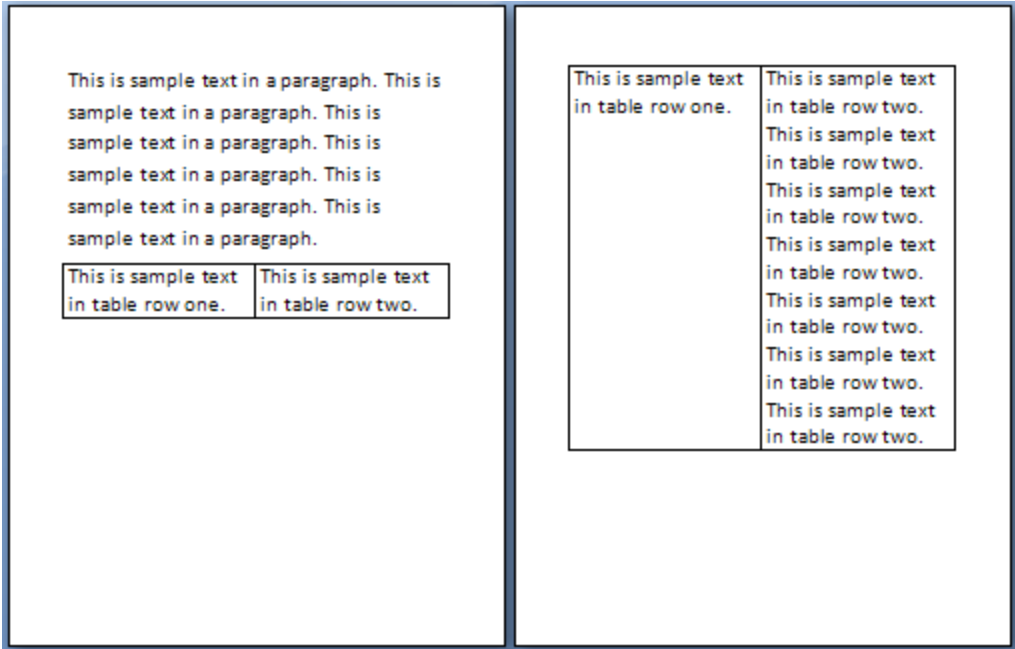 This is sample text in a paragraph. This is
sample text in a paragraph. This is
sample text in a paragraph. This is
sample text in a paragraph. This is
sample text in a paragraph. This is
sample text in a paragraph.
This is sample text
in table row one.
This is sample text
in table row two.
This is sample text
in table row one.
This is sample text
in table row two.
This is sample text
in table row two.
This is sample text
in table row two.
This is sample text
in table row two.
This is sample text
in table row two.
This is sample text
in table row two.
This is sample text
in table row two.